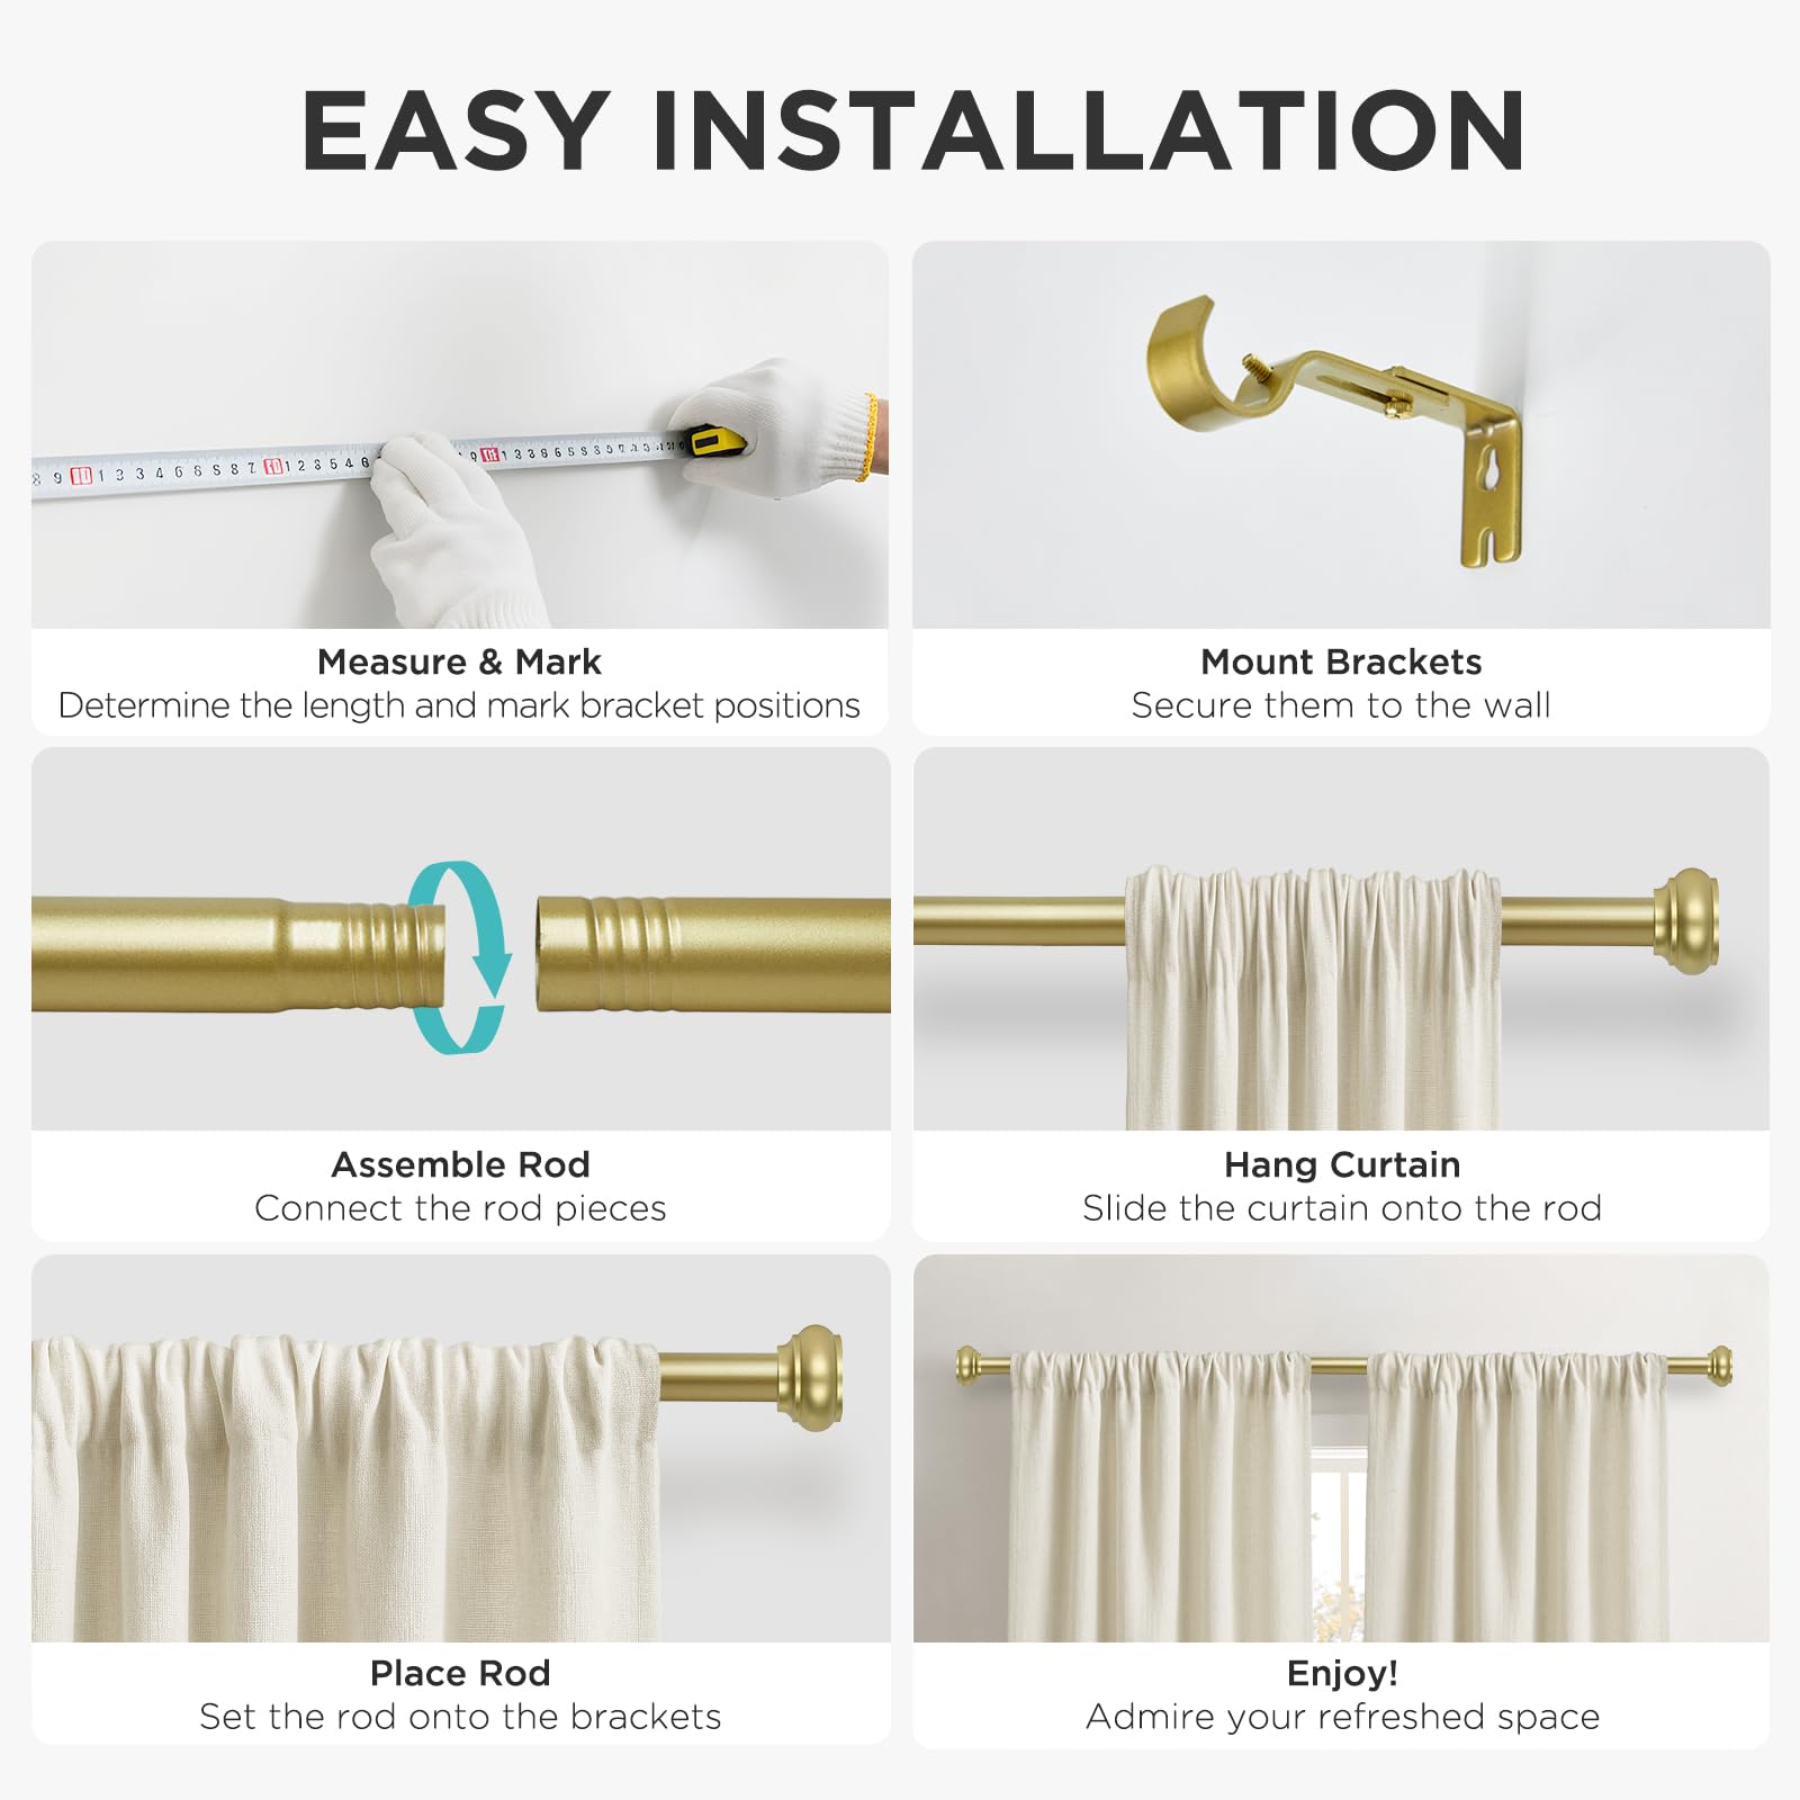 EASY INSTALLATION
Measure & Mark
Determine the length and mark bracket positions
Mount Brackets
Secure them to the wall
Assemble Rod
Connect the rod pieces
Hang Curtain
Slide the curtain onto the rod
Place Rod
Set the rod onto the brackets
Enjoy!
Admire your refreshed space